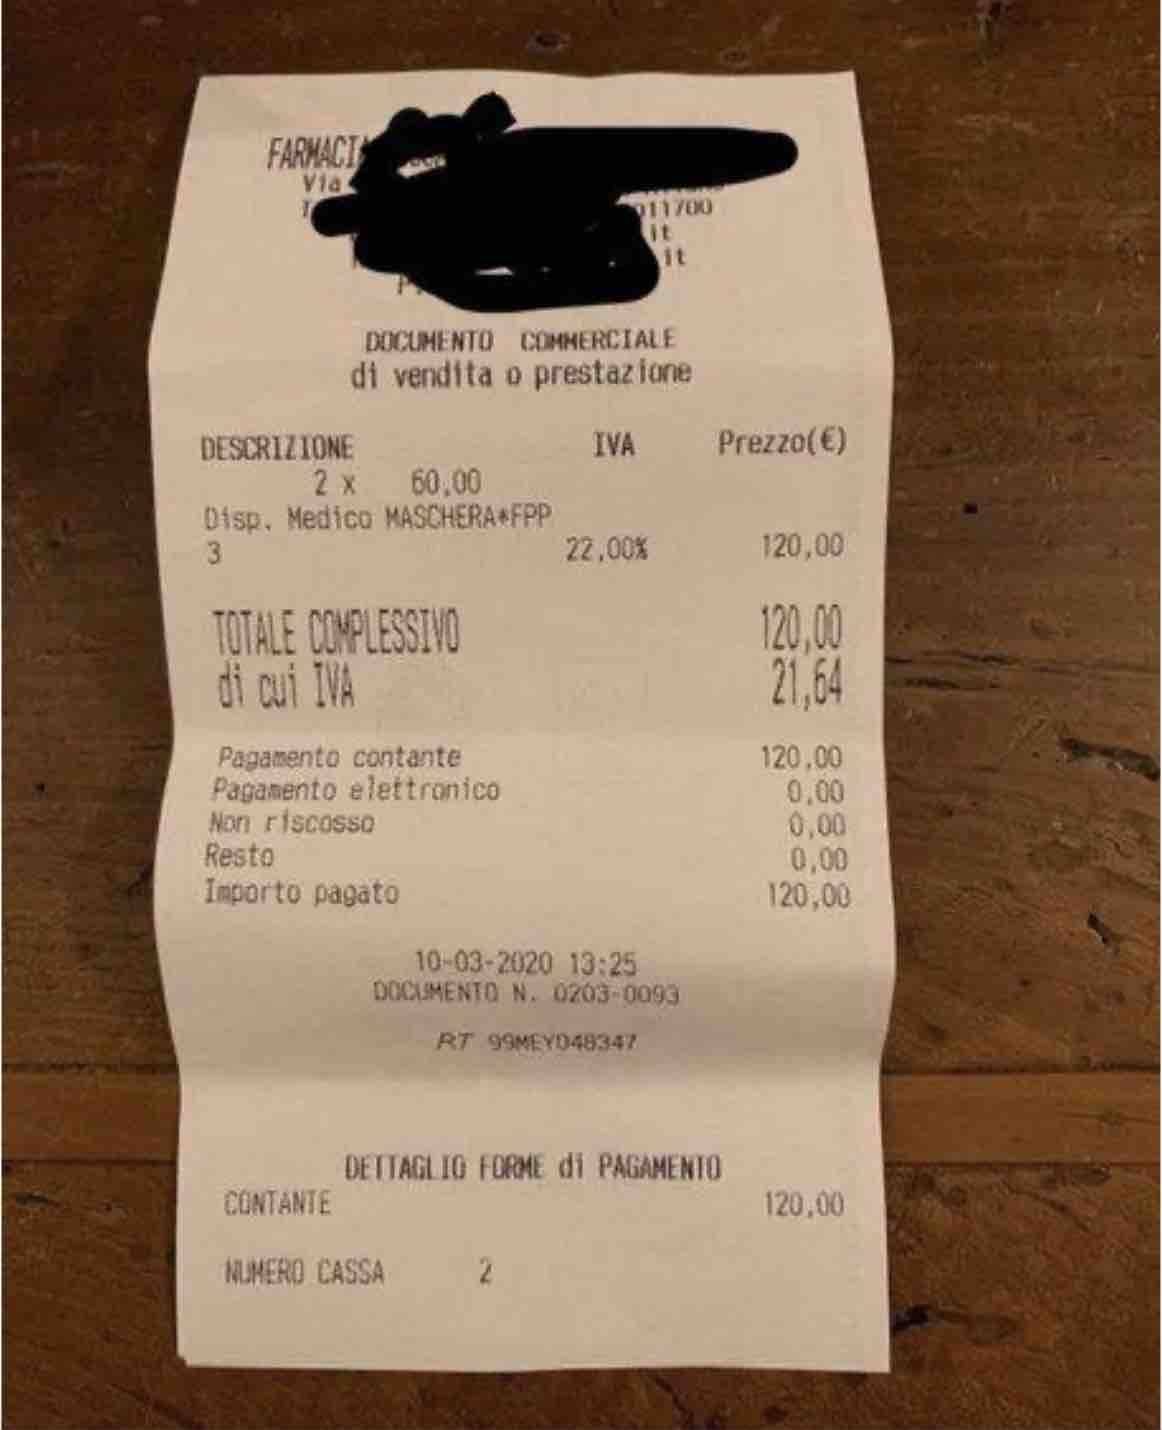 FARMACI
Via
011700
it
it
P
DOCUMENTO COMMERCIALE
di vendita o prestazione
DESCRIZIONE IVA Prezzo(€)
2 x 60,00
Disp. Medico MASCHERA*FPP
3 22,00% 120,00
TOTALE COMPLESSIVO 120,00
di cui IVA 21,64
Pagamento contante 120,00
Pagamento elettronico 0,00
Non riscosso 0,00
Resto 0,00
Importo pagato 120,00
10-03-2020 13:25
DOCUMENTO N. 0203-0093
RT 99MEY048347
DETTAGLIO FORME di PAGAMENTO
CONTANTE 120,00
NUMERO CASSA 2